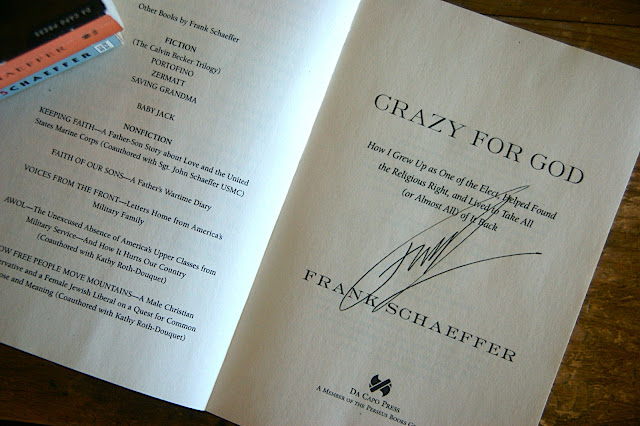 DA CAPO PRESS
SCHAEFFER
SCHAEFFER
Other Books by Frank Schaeffer
FICTION
(The Calvin Becker Trilogy)
PORTOFINO
ZERMATT
SAVING GRANDMA
BABY JACK
NONFICTION
KEEPING FAITH—A Father-Son Story about Love and the United
States Marine Corps (Coauthored with Sgt. John Schaeffer USMC)
FAITH OF OUR SONS—A Father's Wartime Diary
VOICES FROM THE FRONT—Letters Home from America's
Military Family
AWOL—The Unexcused Absence of America's Upper Classes from
Military Service—And How It Hurts Our Country
(Coauthored with Kathy Roth-Douquet)
OW FREE PEOPLE MOVE MOUNTAINS—A Male Christian
ervative and a Female Jewish Liberal on a Quest for Common
ose and Meaning (Coauthored with Kathy Roth-Douquet)
CRAZY FOR GOD
How I Grew Up as One of the Elect, Helped Found
the Religious Right, and Lived to Take All
(or Almost All) of It Back
FRANK SCHAEFFER
DA CAPO PRESS
A MEMBER OF THE PERSEUS BOOKS G